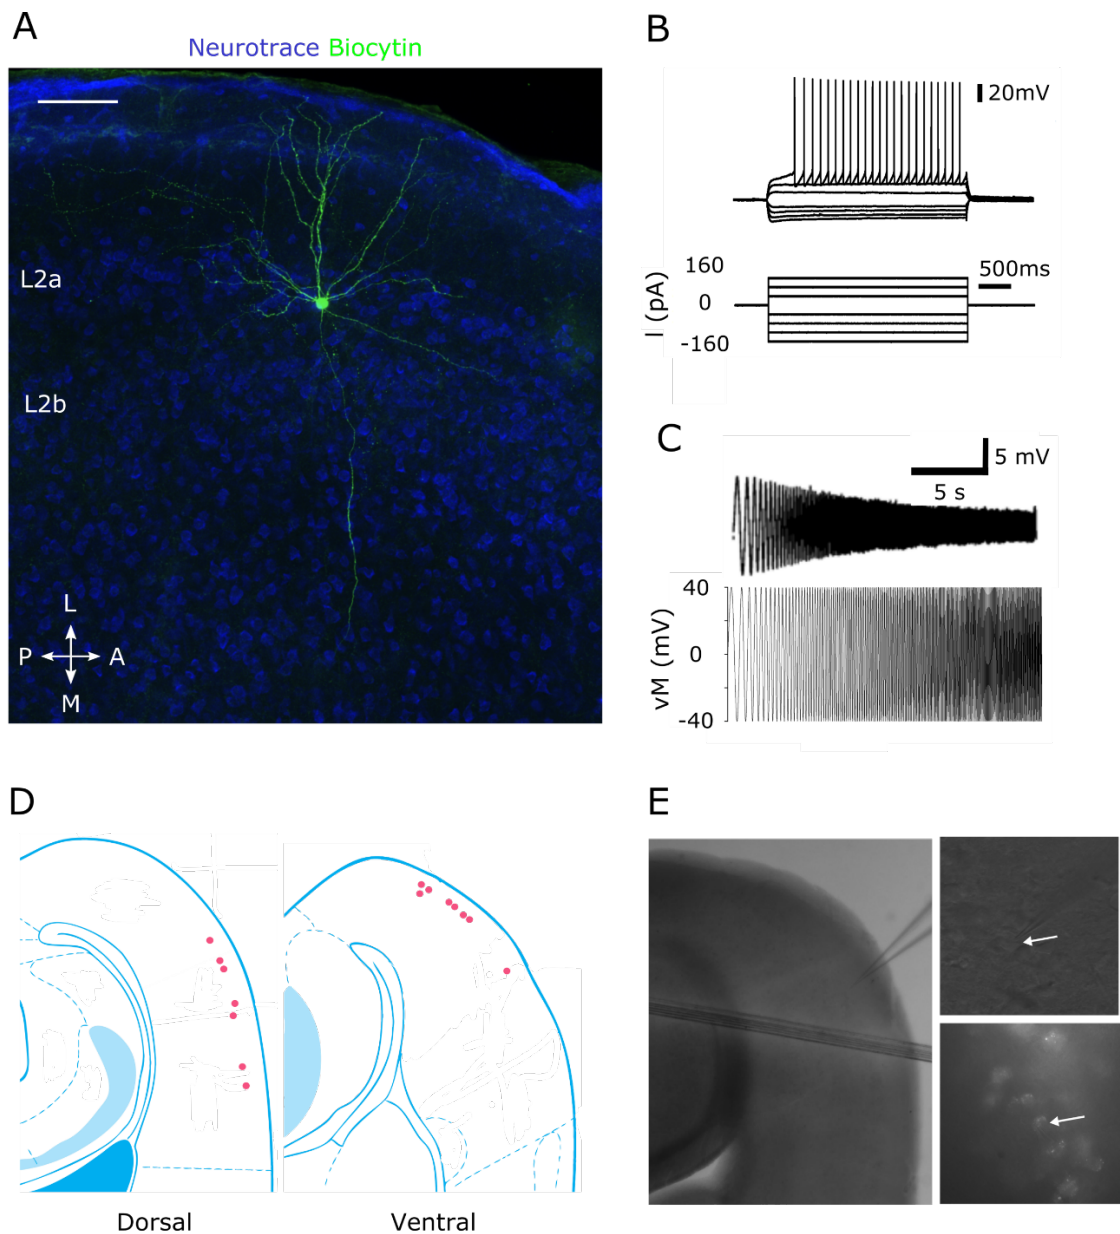 A
Neurotrace Biocytin
L2a
L2b
L
P A
M
B
20mV
160
0
-160
I (pA)
500ms
C
5 mV
5 s
40
0
-40
vM (mV)
D
Dorsal
Ventral
E